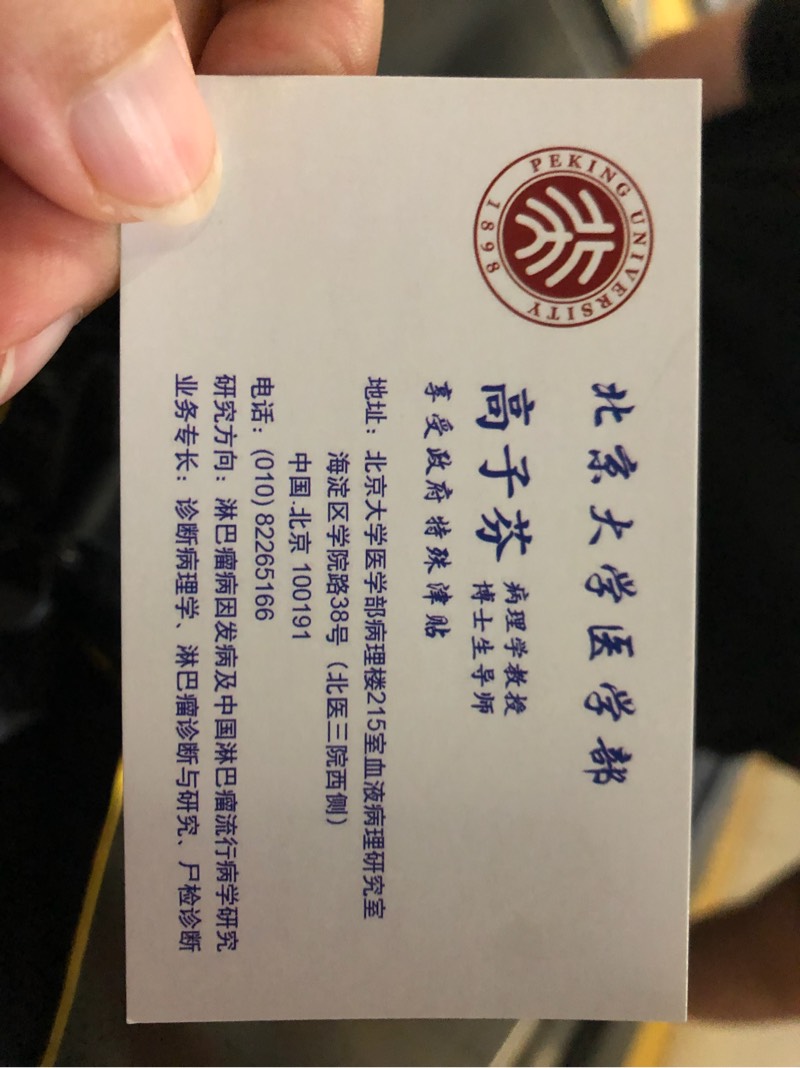 PEKING UNIVERSITY
1898
北京大学医学部
高子芬 病理学教授
博士生导师
享受政府特殊津贴
地址：北京大学医学部病理楼215室血液病理研究室
海淀区学院路38号（北医三院西侧）
中国.北京 100191
电话：(010) 82265166
研究方向：淋巴瘤病因发病及中国淋巴瘤流行病学研究
业务专长：诊断病理学、淋巴瘤诊断与研究、尸检诊断